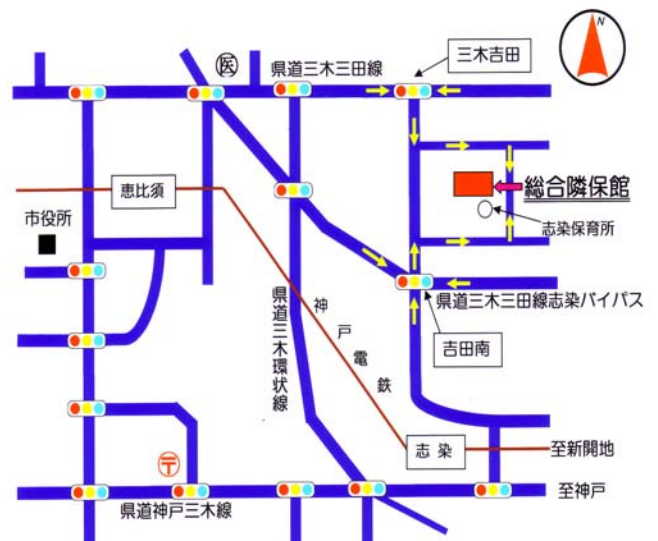 N
医
県道三木三田線
三木吉田
恵比須
総合隣保館
市役所
志染保育所
県道三木環状線
神戸電鉄
県道三木三田線志染バイパス
吉田南
志染
至新開地
〒
至神戸
県道神戸三木線